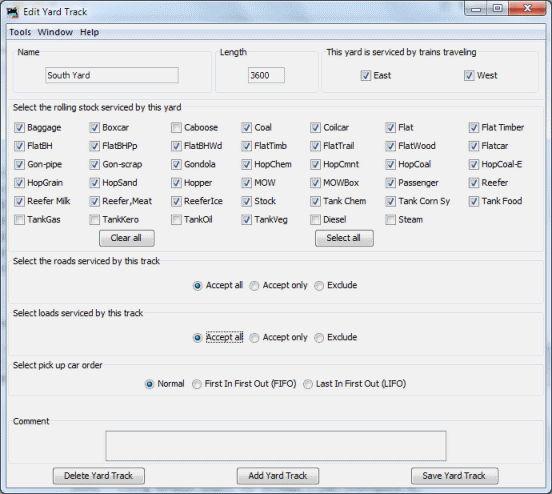 Edit Yard Track
Tools Window Help
Name Length This yard is serviced by trains traveling
South Yard 3600 East West
Select the rolling stock serviced by this yard
Baggage Boxcar Caboose Coal Coilcar Flat Flat Timber
FlatBH FlatBHPp FlatBHWd FlatTimb FlatTrail FlatWood Flatcar
Gon-pipe Gon-scrap Gondola HopChem HopCmnt HopCoal HopCoal-E
HopGrain HopSand Hopper MOW MOWBox Passenger Reefer
Reefer Milk Reefer,Meat ReeferIce Stock Tank Chem Tank Corn Sy Tank Food
TankGas TankKero TankOil TankVeg Diesel Steam
Clear all Select all
Select the roads serviced by this track
Accept all Accept only Exclude
Select loads serviced by this track
Accept all Accept only Exclude
Select pick up car order
Normal First In First Out (FIFO) Last In First Out (LIFO)
Comment
Delete Yard Track Add Yard Track Save Yard Track